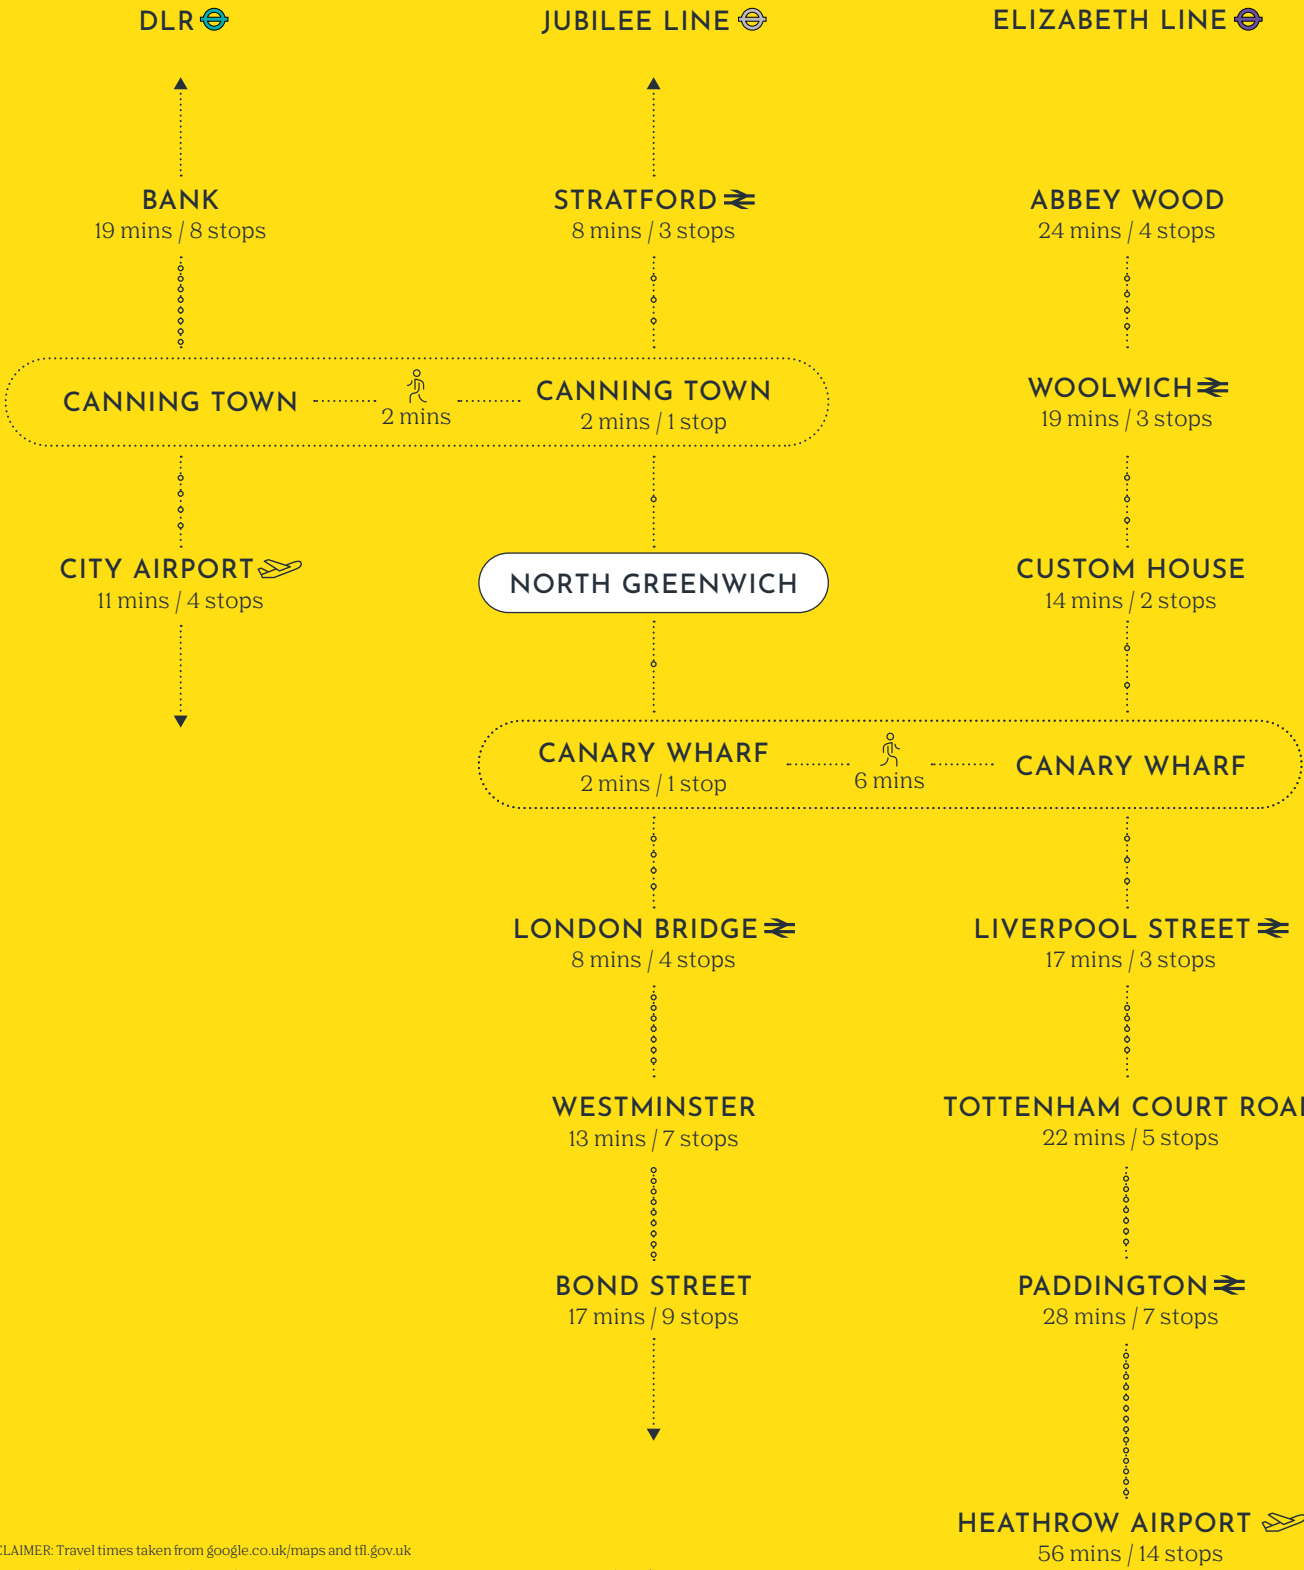 DLR
JUBILEE LINE
ELIZABETH LINE
BANK
19 mins / 8 stops
STRATFORD
8 mins / 3 stops
ABBEY WOOD
24 mins / 4 stops
CANNING TOWN
2 mins
CANNING TOWN
2 mins / 1 stop
WOOLWICH
19 mins / 3 stops
CITY AIRPORT
11 mins / 4 stops
NORTH GREENWICH
CUSTOM HOUSE
14 mins / 2 stops
CANARY WHARF
2 mins / 1 stop
6 mins
CANARY WHARF
LONDON BRIDGE
8 mins / 4 stops
LIVERPOOL STREET
17 mins / 3 stops
WESTMINSTER
13 mins / 7 stops
TOTTENHAM COURT ROA
22 mins / 5 stops
BOND STREET
17 mins / 9 stops
PADDINGTON
28 mins / 7 stops
HEATHROW AIRPORT
56 mins / 14 stops
CLAIMER: Travel times taken from google.co.uk/maps and tfl.gov.uk